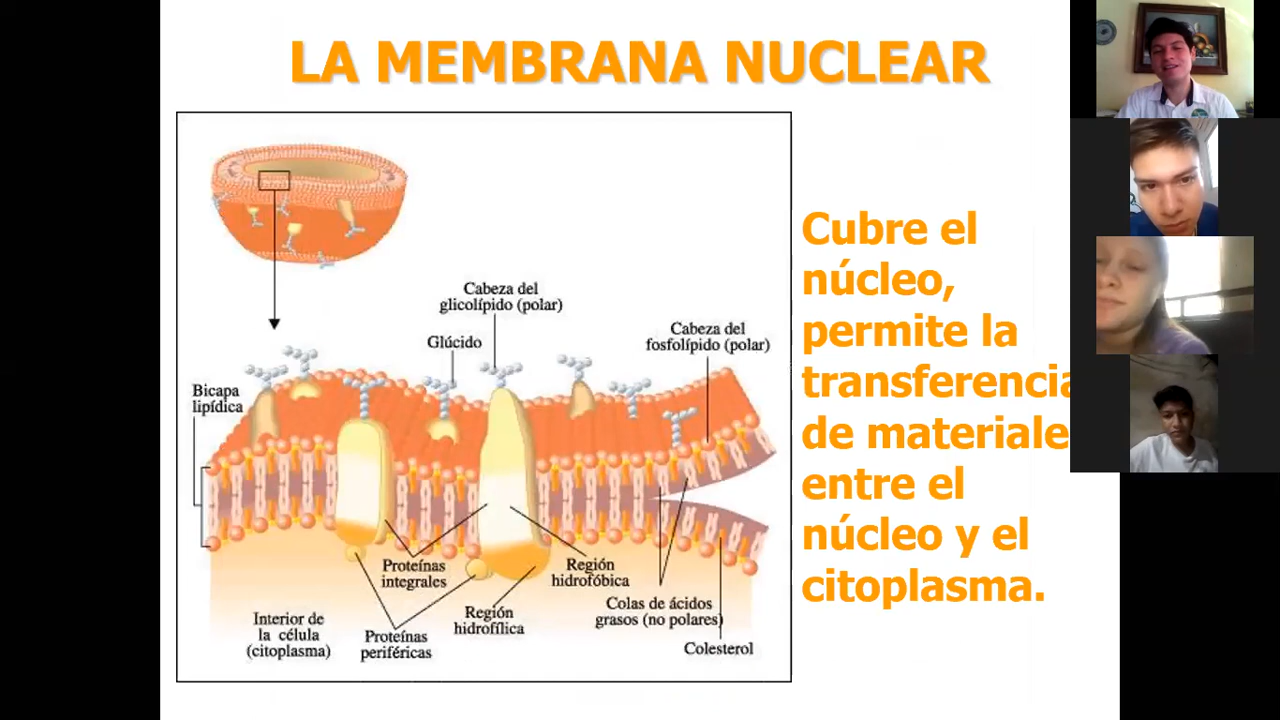 LA MEMBRANA NUCLEAR
Cabeza del
glicolípido (polar)
Glúcido
Cabeza del
fosfolípido (polar)
Bicapa
lipídica
Proteínas
integrales
Región
hidrofóbica
Colas de ácidos
grasos (no polares)
Región
hidrofílica
Interior de
la célula
(citoplasma)
Proteínas
periféricas
Colesterol
Cubre el
núcleo,
permite la
transferencia
de materiale
entre el
núcleo y el
citoplasma.